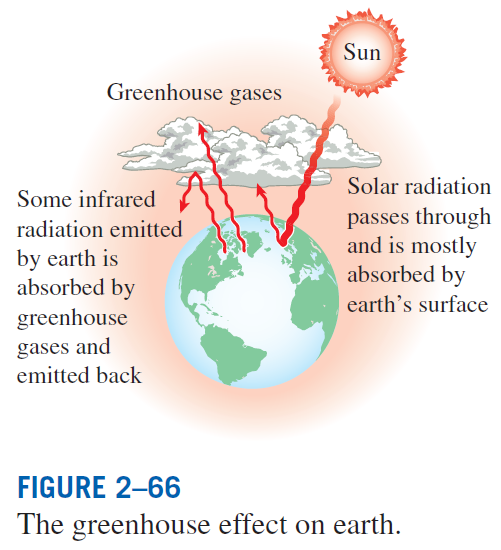 Sun
Greenhouse gases
Some infrared
radiation emitted
by earth is
absorbed by
greenhouse
gases and
emitted back
Solar radiation
passes through
and is mostly
absorbed by
earth's surface
FIGURE 2–66
The greenhouse effect on earth.